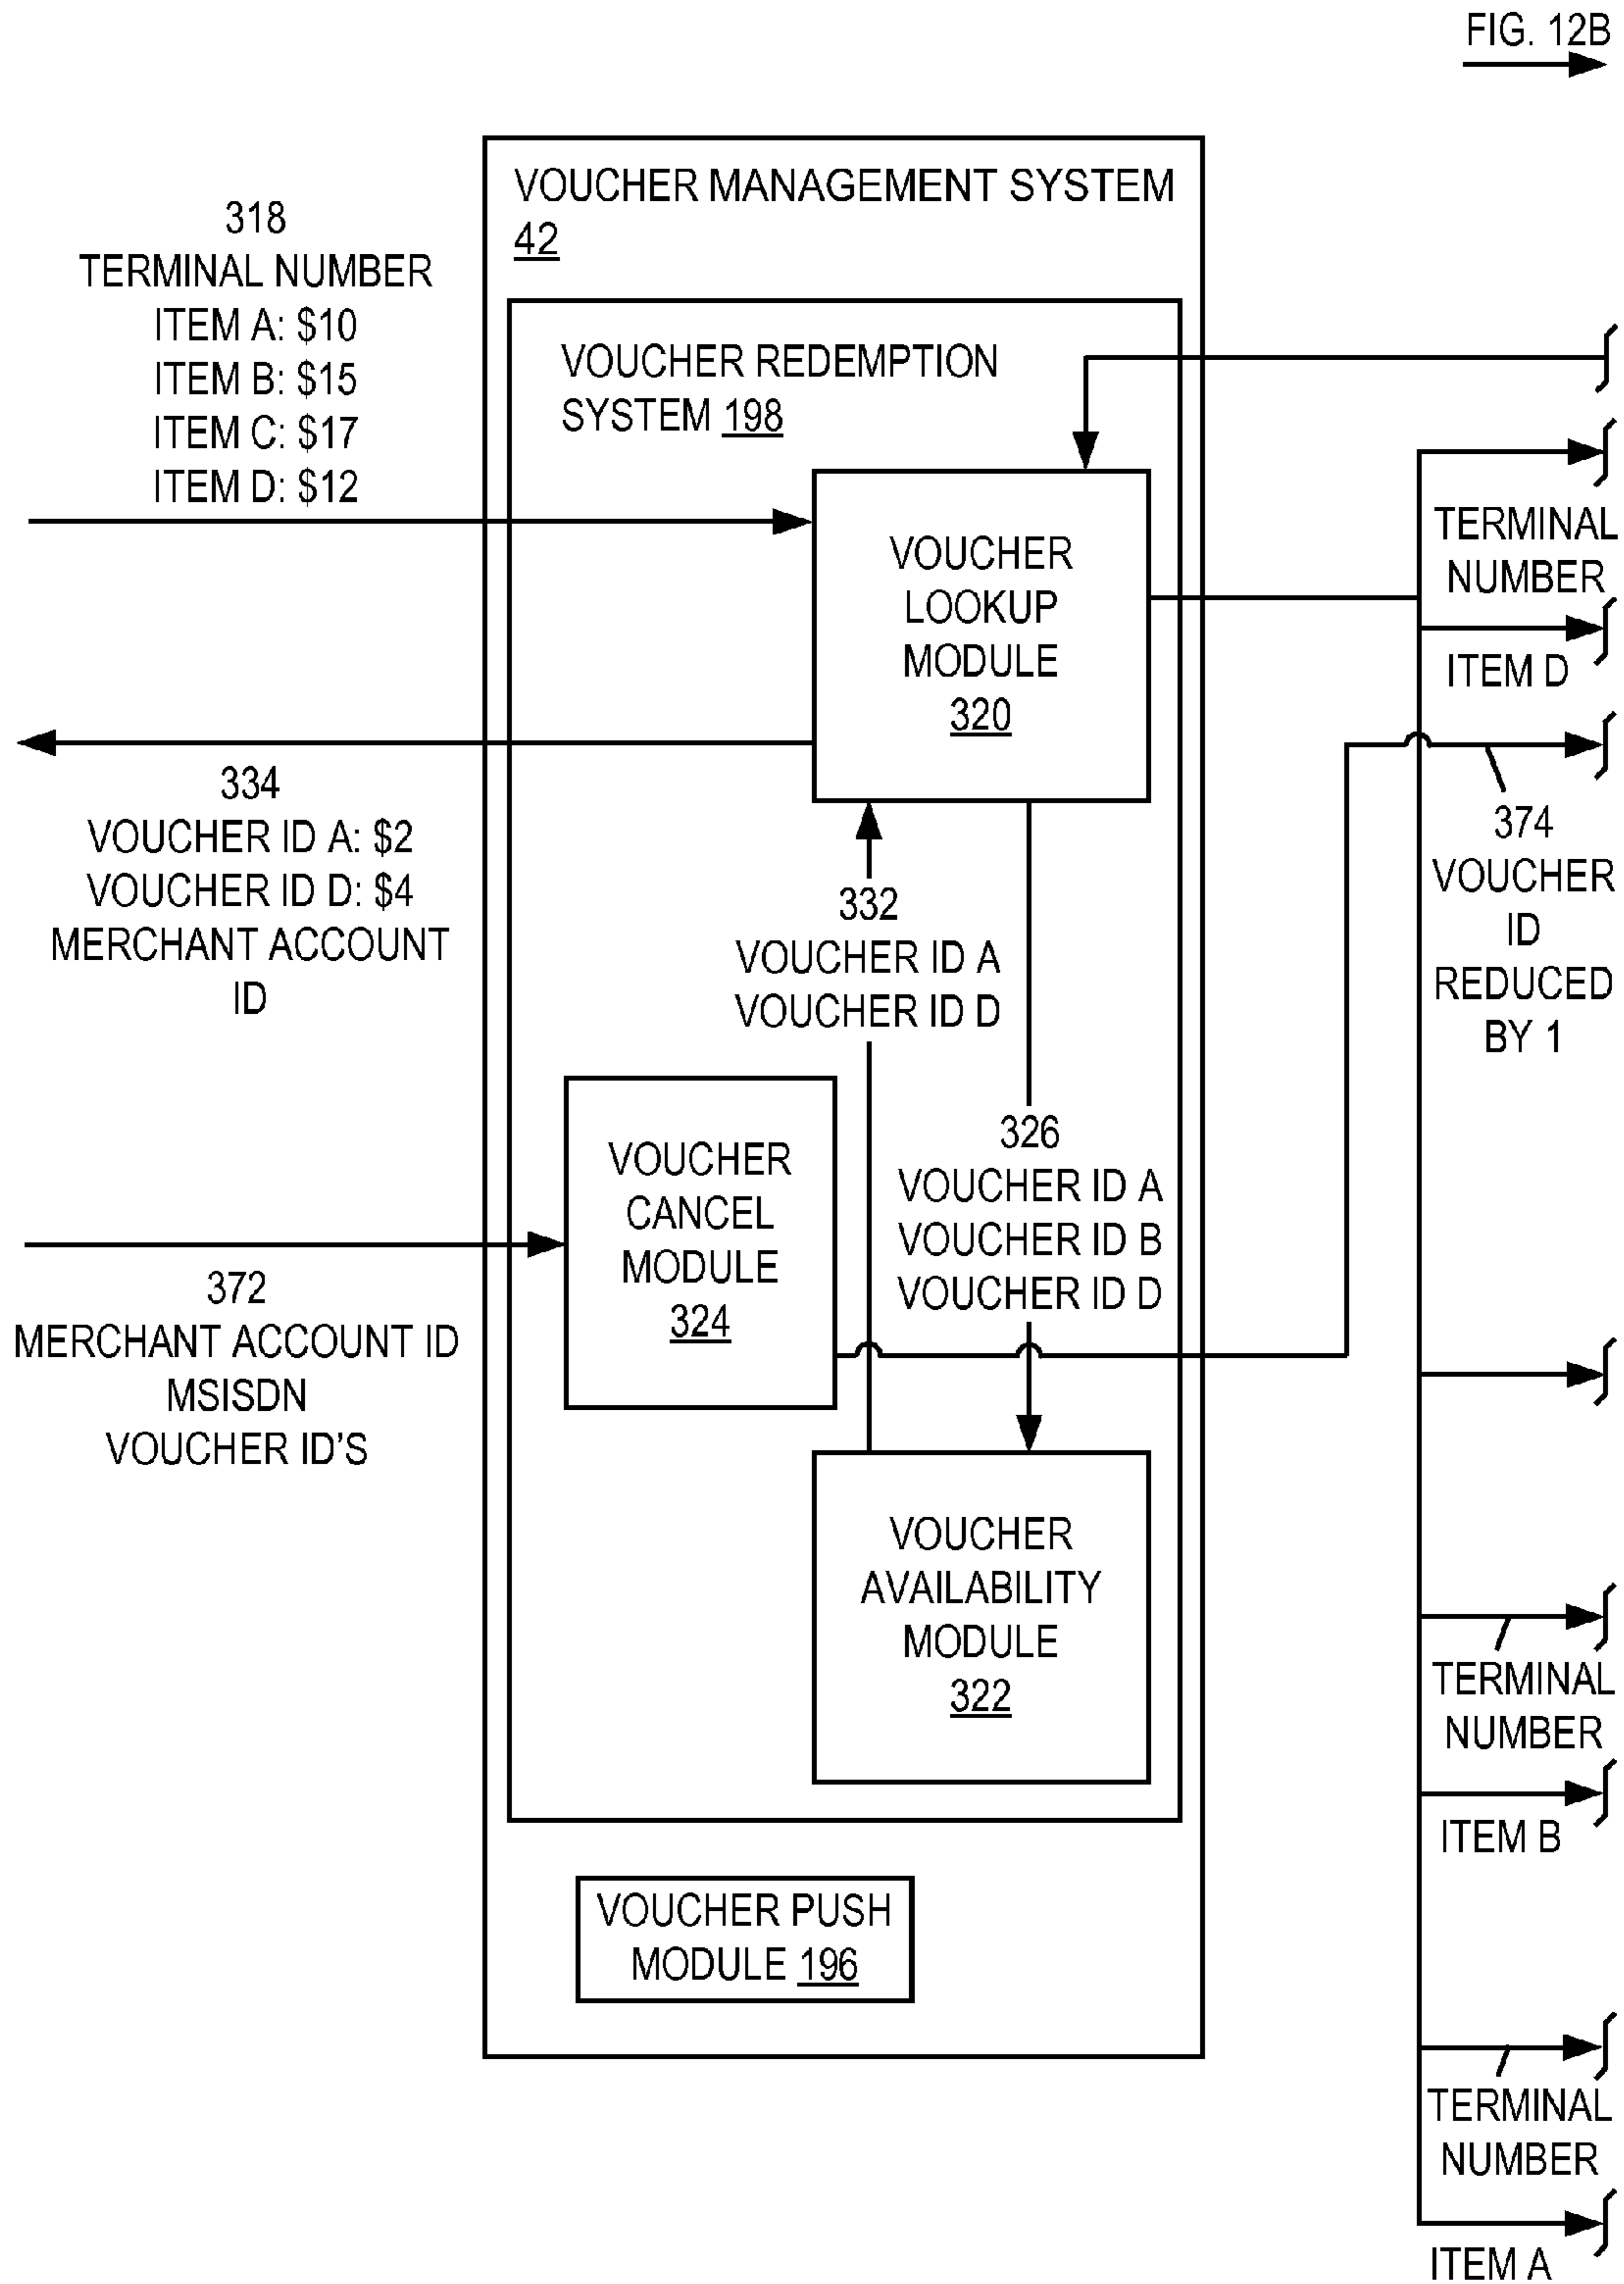 FIG. 12B
VOUCHER MANAGEMENT SYSTEM
42
318
TERMINAL NUMBER
ITEM A: $10
ITEM B: $15
ITEM C: $17
ITEM D: $12
VOUCHER REDEMPTION
SYSTEM 198
VOUCHER
LOOKUP
MODULE
320
TERMINAL
NUMBER
ITEM D
334
VOUCHER ID A: $2
VOUCHER ID D: $4
MERCHANT ACCOUNT
ID
332
VOUCHER ID A
VOUCHER ID D
374
VOUCHER
ID
REDUCED
BY 1
326
VOUCHER ID A
VOUCHER ID B
VOUCHER ID D
VOUCHER
CANCEL
MODULE
324
372
MERCHANT ACCOUNT ID
MSISDN
VOUCHER ID'S
VOUCHER
AVAILABILITY
MODULE
322
TERMINAL
NUMBER
ITEM B
VOUCHER PUSH
MODULE 196
TERMINAL
NUMBER
ITEM A